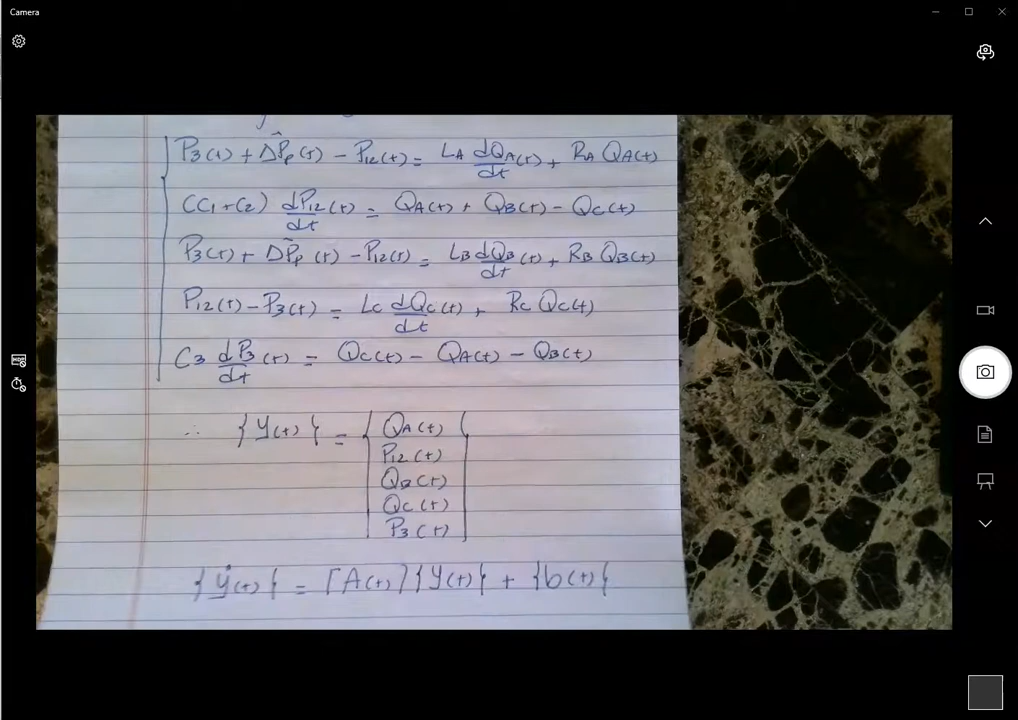 Camera
P3(t) + ΔP̂p(t) − P12(t) = LA dQA(t)/dt + RA QA(t)
(C1+C2) dP12(t)/dt = QA(t) + QB(t) − QC(t)
P3(t) + ΔP̃p(t) − P12(t) = LB dQB(t)/dt + RB QB(t)
P12(t) − P3(t) = LC dQC(t)/dt + RC QC(t)
C3 dP3(t)/dt = QC(t) − QA(t) − QB(t)
∴ {Y(t)} = { QA(t)
P12(t)
QB(t)
QC(t)
P3(t) }
{ẏ(t)} = [A(t)]{Y(t)} + {b(t)}